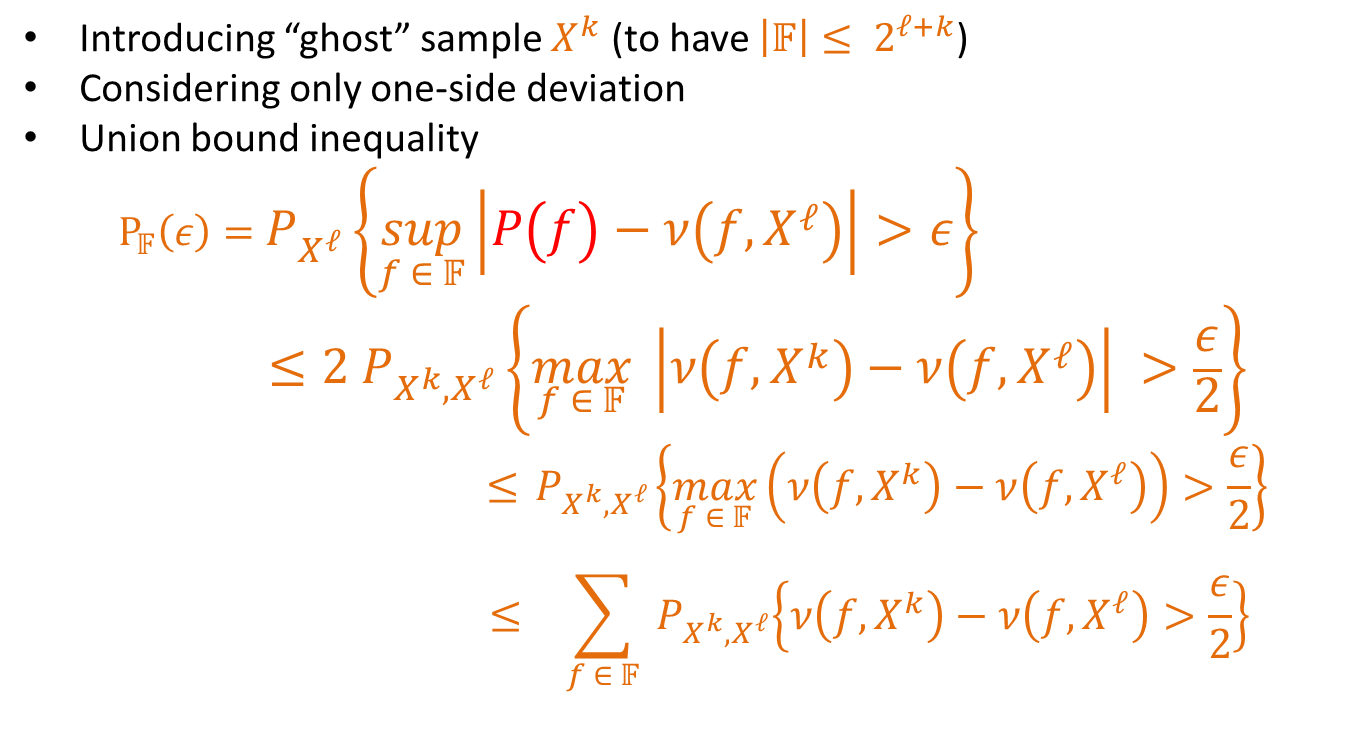 • Introducing “ghost” sample X^k (to have |𝔽| ≤ 2^{ℓ+k})
• Considering only one-side deviation
• Union bound inequality
P_𝔽(ϵ) = P_{X^ℓ} { sup_{f ∈ 𝔽} |P(f) − ν(f, X^ℓ)| > ϵ }
≤ 2 P_{X^k,X^ℓ} { max_{f ∈ 𝔽} |ν(f, X^k) − ν(f, X^ℓ)| > ϵ/2 }
≤ P_{X^k,X^ℓ} { max_{f ∈ 𝔽} (ν(f, X^k) − ν(f, X^ℓ)) > ϵ/2 }
≤ ∑_{f ∈ 𝔽} P_{X^k,X^ℓ} { ν(f, X^k) − ν(f, X^ℓ) > ϵ/2 }